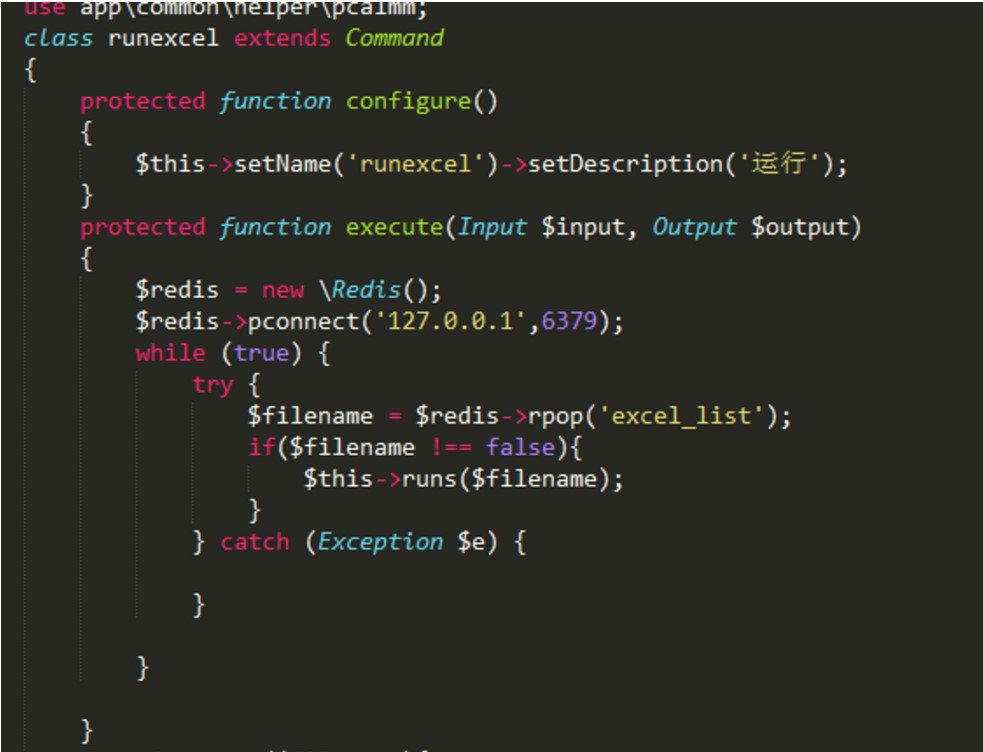 use app\common\helper\pcalmm;
class runexcel extends Command
{
    protected function configure()
    {
        $this->setName('runexcel')->setDescription('运行');
    }
    protected function execute(Input $input, Output $output)
    {
        $redis = new \Redis();
        $redis->pconnect('127.0.0.1',6379);
        while (true) {
            try {
                $filename = $redis->rpop('excel_list');
                if($filename !== false){
                    $this->runs($filename);
                }
            } catch (Exception $e) {
            }
        }
    }